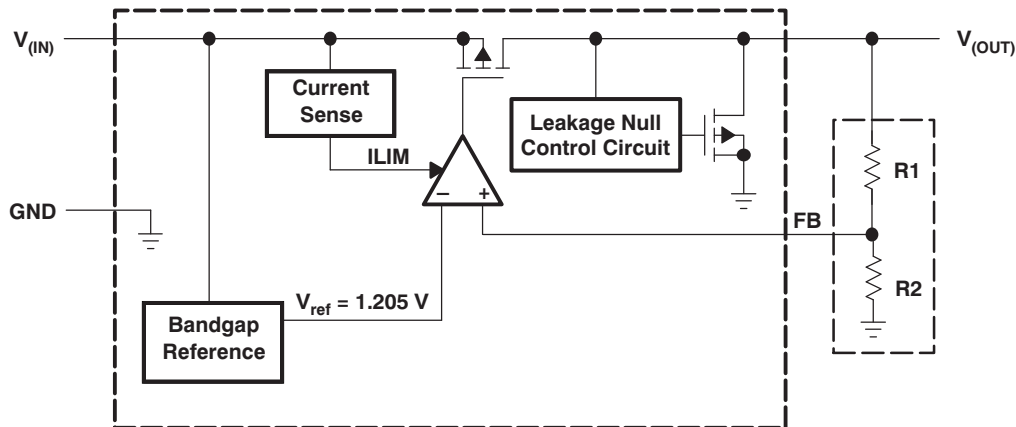 V(IN)
V(OUT)
Current
Sense
Leakage Null
Control Circuit
ILIM
R1
− +
GND
FB
R2
Vref = 1.205 V
Bandgap
Reference